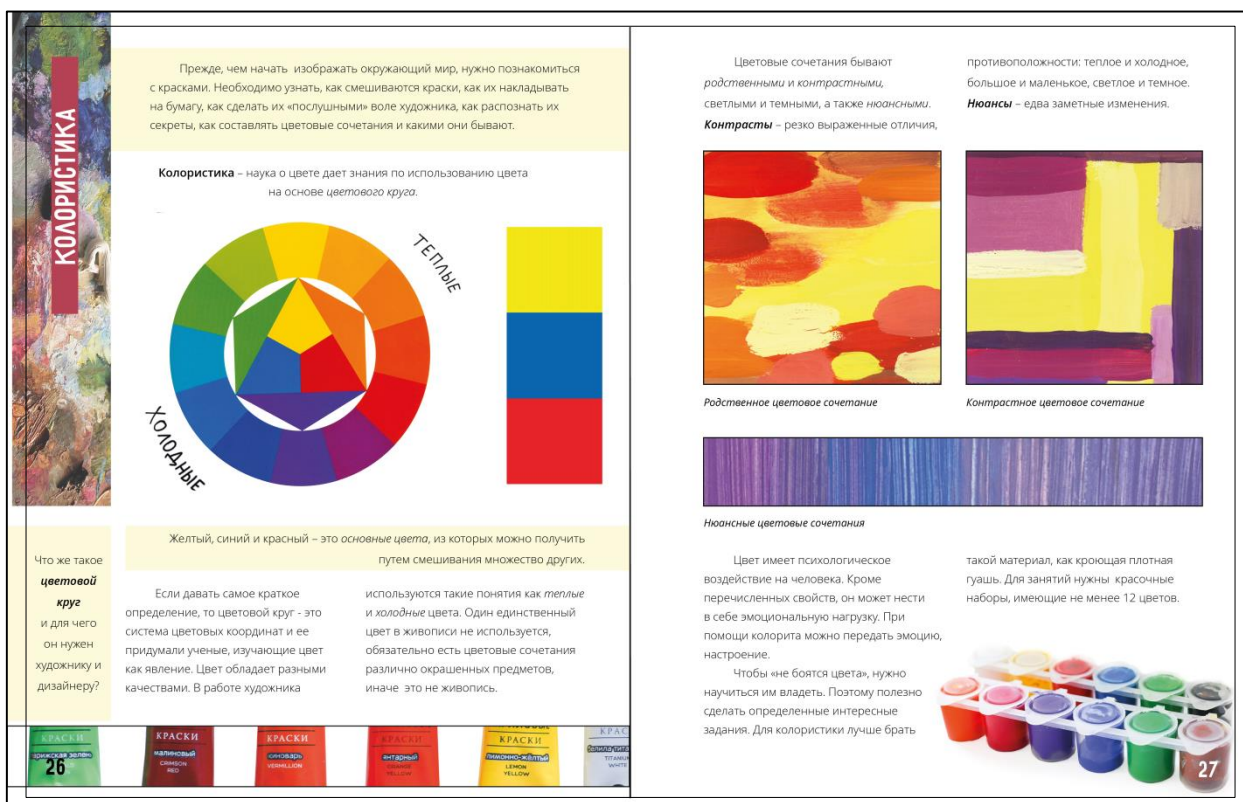 КОЛОРИСТИКА
Прежде, чем начать изображать окружающий мир, нужно познакомиться
с красками. Необходимо узнать, как смешиваются краски, как их накладывать
на бумагу, как сделать их «послушными» воле художника, как распознать их
секреты, как составлять цветовые сочетания и какими они бывают.
Колористика – наука о цвете дает знания по использованию цвета
на основе цветового круга.
ТЕПЛЫЕ
ХОЛОДНЫЕ
Желтый, синий и красный – это основные цвета, из которых можно получить
путем смешивания множество других.
Что же такое
цветовой
круг
и для чего
он нужен
художнику и
дизайнеру?
Если давать самое краткое
определение, то цветовой круг - это
система цветовых координат и ее
придумали ученые, изучающие цвет
как явление. Цвет обладает разными
качествами. В работе художника
используются такие понятия как теплые
и холодные цвета. Один единственный
цвет в живописи не используется,
обязательно есть цветовые сочетания
различно окрашенных предметов,
иначе это не живопись.
КРАСКИ
26
КРАСКИ
малиновый
CRIMSON
RED
КРАСКИ
киноварь
VERMILLION
КРАСКИ
янтарный
ORANGE
YELLOW
КРАСКИ
лимонно-желтый
LEMON
YELLOW
Цветовые сочетания бывают
родственными и контрастными,
светлыми и темными, а также нюансными.
Контрасты – резко выраженные отличия,
противоположности: теплое и холодное,
большое и маленькое, светлое и темное.
Нюансы – едва заметные изменения.
Родственное цветовое сочетание
Контрастное цветовое сочетание
Нюансные цветовые сочетания
Цвет имеет психологическое
воздействие на человека. Кроме
перечисленных свойств, он может нести
в себе эмоциональную нагрузку. При
помощи колорита можно передать эмоцию,
настроение.
Чтобы «не боятся цвета», нужно
научиться им владеть. Поэтому полезно
сделать определенные интересные
задания. Для колористики лучше брать
такой материал, как кроющая плотная
гуашь. Для занятий нужны красочные
наборы, имеющие не менее 12 цветов.
27